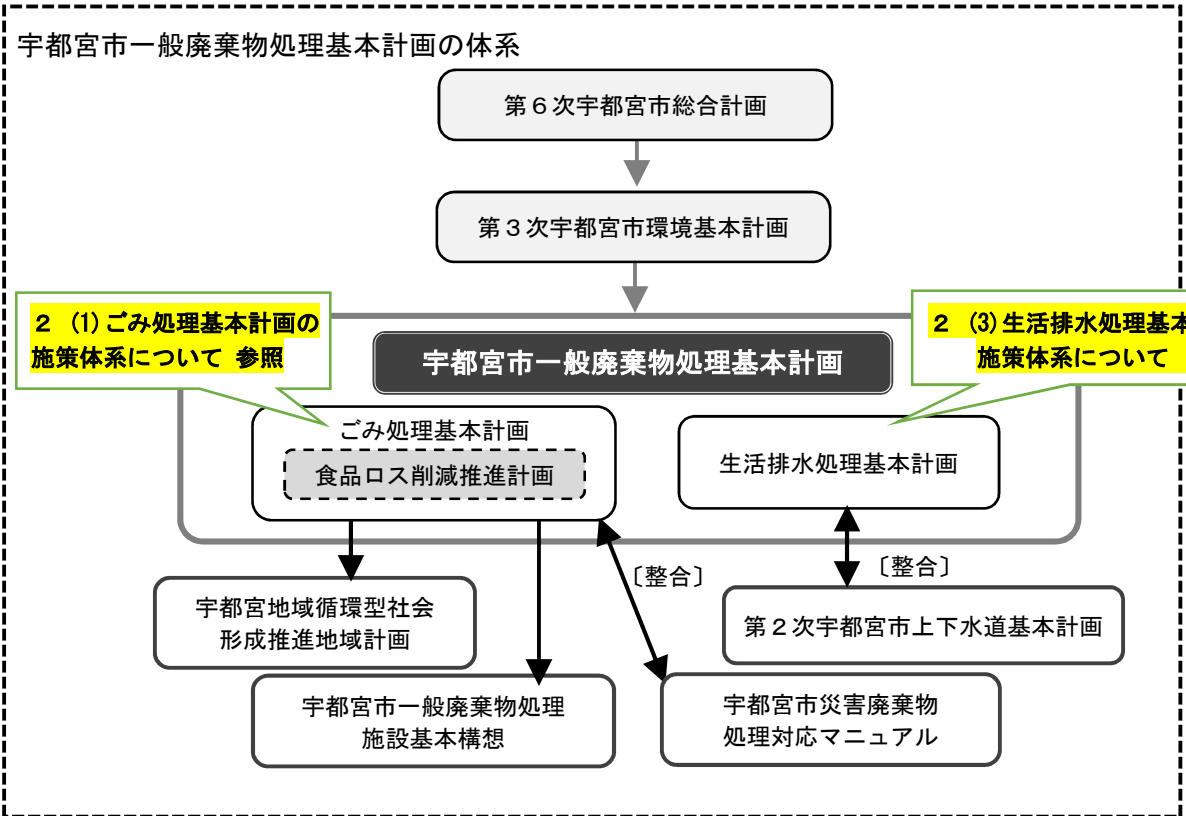 宇都宮市一般廃棄物処理基本計画の体系
第６次宇都宮市総合計画
第３次宇都宮市環境基本計画
２ (1)ごみ処理基本計画の
施策体系について 参照
２ (3)生活排水処理基本
施策体系について
宇都宮市一般廃棄物処理基本計画
ごみ処理基本計画
食品ロス削減推進計画
生活排水処理基本計画
〔整合〕
〔整合〕
宇都宮地域循環型社会
形成推進地域計画
第２次宇都宮市上下水道基本計画
宇都宮市一般廃棄物処理
施設基本構想
宇都宮市災害廃棄物
処理対応マニュアル